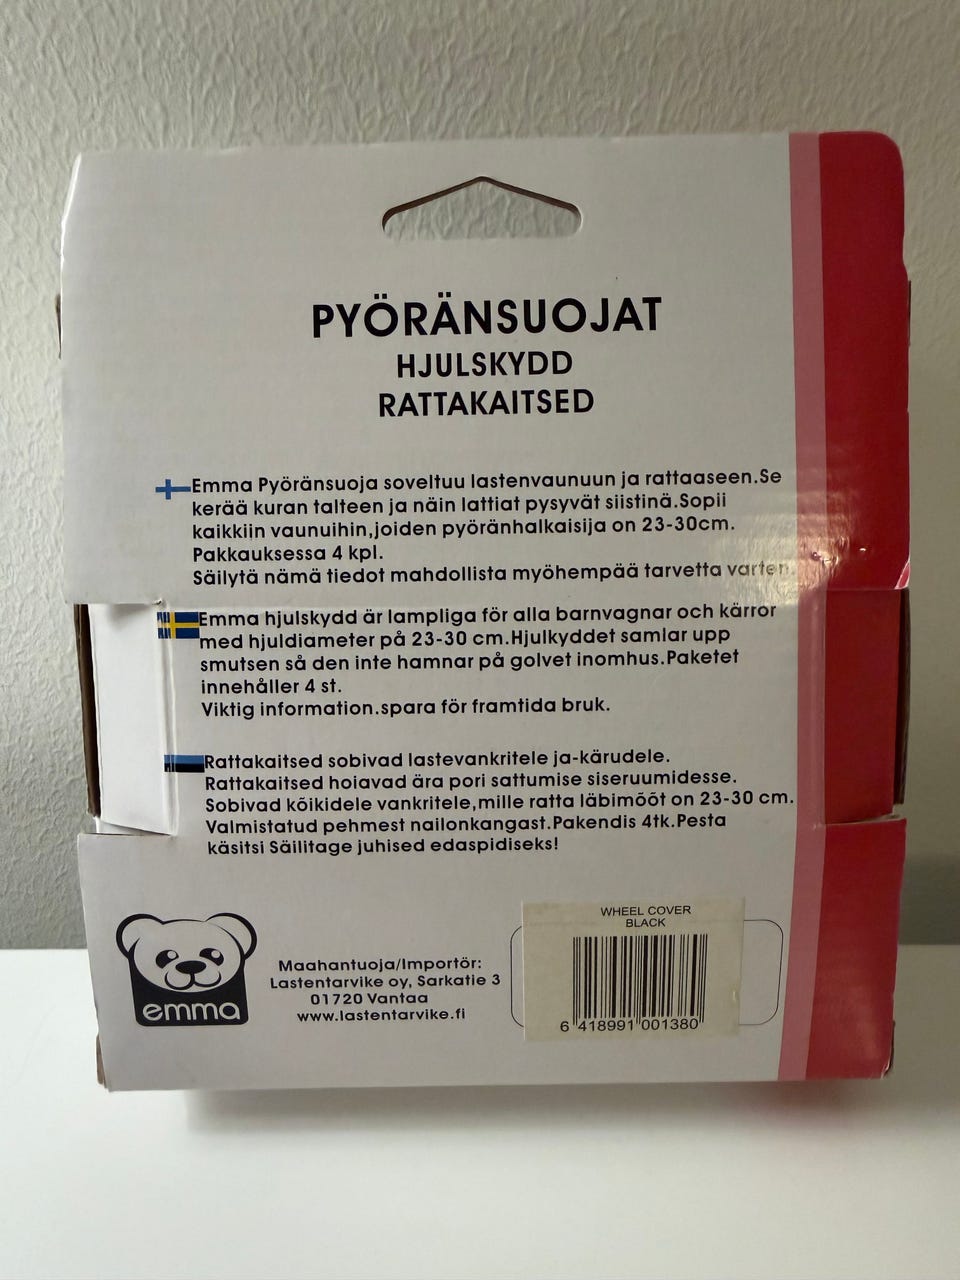 PYÖRÄNSUOJAT
HJULSKYDD
RATTAKAITSED
Emma Pyöränsuoja soveltuu lastenvaunuun ja rattaaseen.Se
kerää kuran talteen ja näin lattiat pysyvät siistinä.Sopii
kaikkiin vaunuihin,joiden pyöränhalkaisija on 23-30cm.
Pakkauksessa 4 kpl.
Säilytä nämä tiedot mahdollista myöhempää tarvetta varten.
Emma hjulskydd är lampliga för alla barnvagnar och kärror
med hjuldiameter på 23-30 cm.Hjulkyddet samlar upp
smutsen så den inte hamnar på golvet inomhus.Paketet
innehåller 4 st.
Viktig information.spara för framtida bruk.
Rattakaitsed sobivad lastevankritele ja-kärudele.
Rattakaitsed hoiavad ära pori sattumise siseruumidesse.
Sobivad kõikidele vankritele,mille ratta läbimõõt on 23-30 cm.
Valmistatud pehmest nailonkangast.Pakendis 4tk.Pesta
käsitsi Säilitage juhised edaspidiseks!
emma
Maahantuoja/Importör:
Lastentarvike oy, Sarkatie 3
01720 Vantaa
www.lastentarvike.fi
WHEEL COVER
BLACK
6 418991 001380